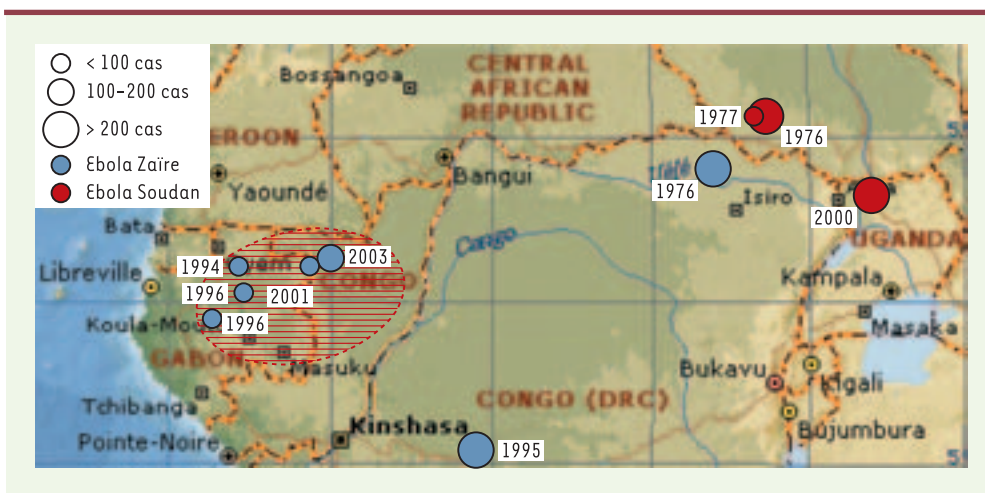 < 100 cas
100-200 cas
> 200 cas
Ebola Zaïre
Ebola Soudan
Bossangoa
CENTRAL
AFRICAN
REPUBLIC
EROON
Yaoundé
Bangui
1977
1976
1976
Isiro
2000
UGANDA
Bata
Libreville
Congo
1994
2003
CONGO
1996
2001
Kampala
Koula-Mou
1996
Masaka
GABON
Masuku
Bukavu
Kigali
Tchibanga
CONGO (DRC)
Kinshasa
Bujumbura
Pointe-Noire
1995